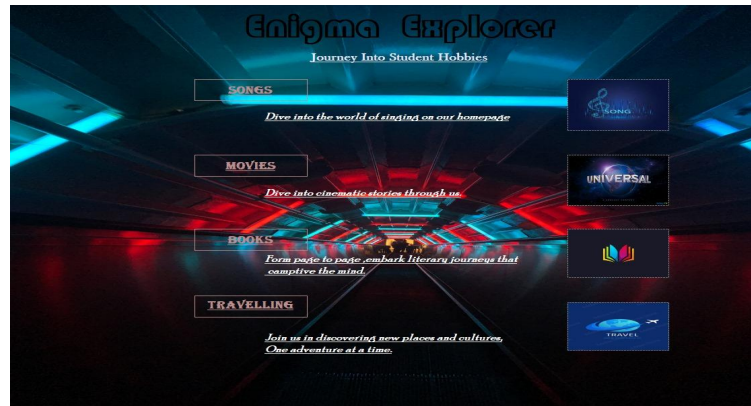 Enigma Explorer
Journey Into Student Hobbies
SONGS
Dive into the world of singing on our homepage
SONG
MOVIES
UNIVERSAL
Dive into cinematic stories through us.
BOOKS
Form page to page ,embark literary journeys that
camptive the mind.
TRAVELLING
TRAVEL
Join us in discovering new places and cultures,
One adventure at a time.